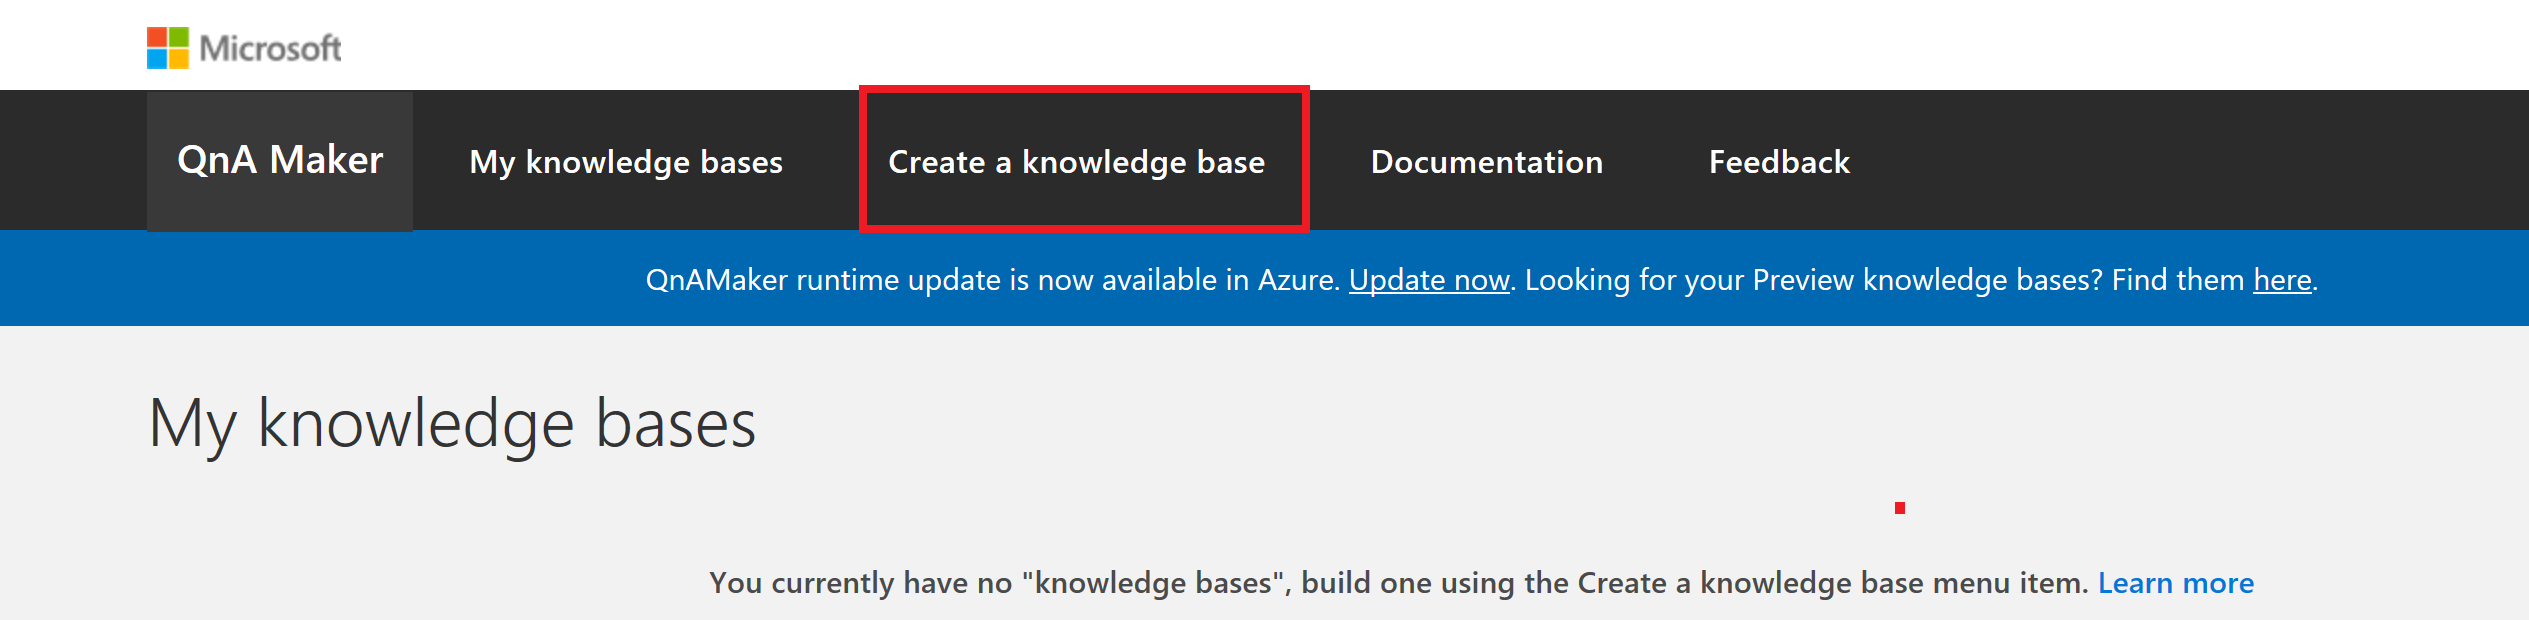 Microsoft
QnA Maker My knowledge bases Create a knowledge base Documentation Feedback
QnAMaker runtime update is now available in Azure. Update now. Looking for your Preview knowledge bases? Find them here.
My knowledge bases
You currently have no "knowledge bases", build one using the Create a knowledge base menu item. Learn more